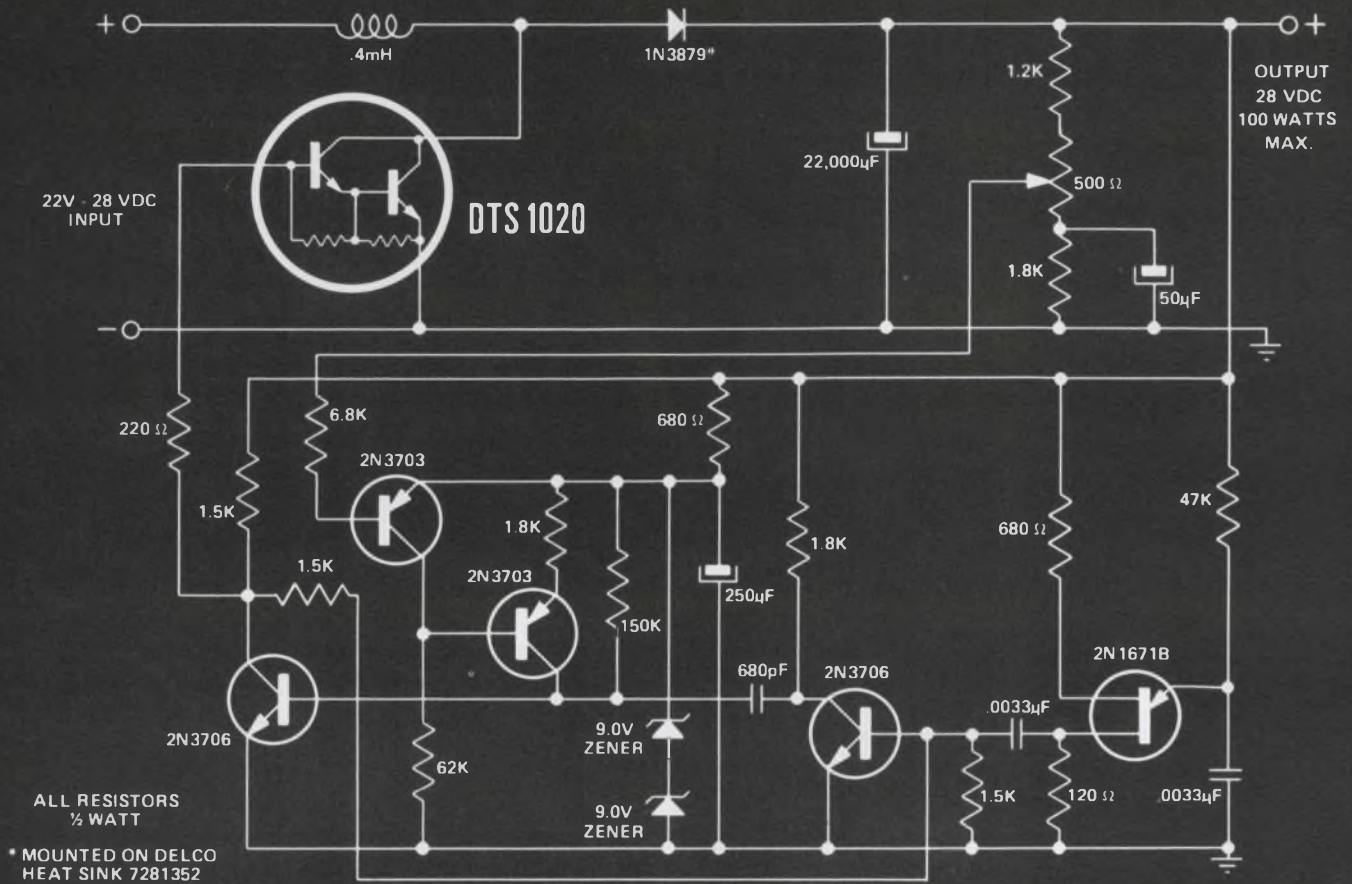 +
.4mH
1N3879*
+
OUTPUT
28 VDC
100 WATTS
MAX.
1.2K
22,000µF
500 Ω
22V - 28 VDC
INPUT
DTS 1020
1.8K
50µF
−
220 Ω
6.8K
680 Ω
2N3703
1.5K
1.8K
1.8K
680 Ω
47K
1.5K
2N3703
250µF
150K
2N1671B
680pF
2N3706
.0033µF
2N3706
9.0V
ZENER
62K
1.5K
120 Ω
.0033µF
9.0V
ZENER
ALL RESISTORS
½ WATT
* MOUNTED ON DELCO
HEAT SINK 7281352